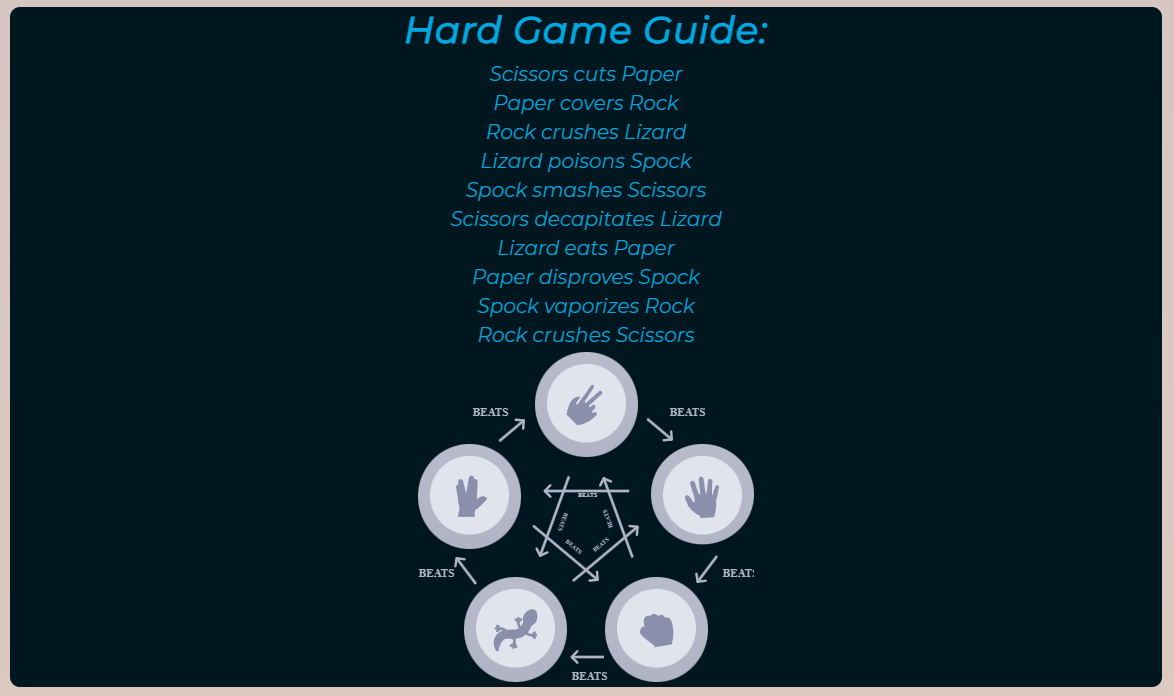 Hard Game Guide:
Scissors cuts Paper
Paper covers Rock
Rock crushes Lizard
Lizard poisons Spock
Spock smashes Scissors
Scissors decapitates Lizard
Lizard eats Paper
Paper disproves Spock
Spock vaporizes Rock
Rock crushes Scissors
BEATS
BEATS
BEATS
BEATS
BEATS
BEATS
BEATS
BEATS
BEATS
BEATS